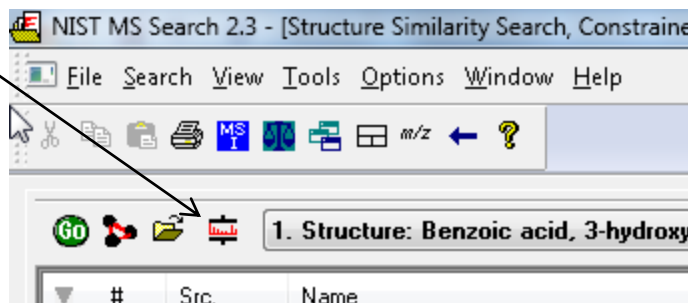 NIST MS Search 2.3 - [Structure Similarity Search, Constraine
File Search View Tools Options Window Help
MS I m/z ?
Go 1. Structure: Benzoic acid, 3-hydroxy
# Src. Name